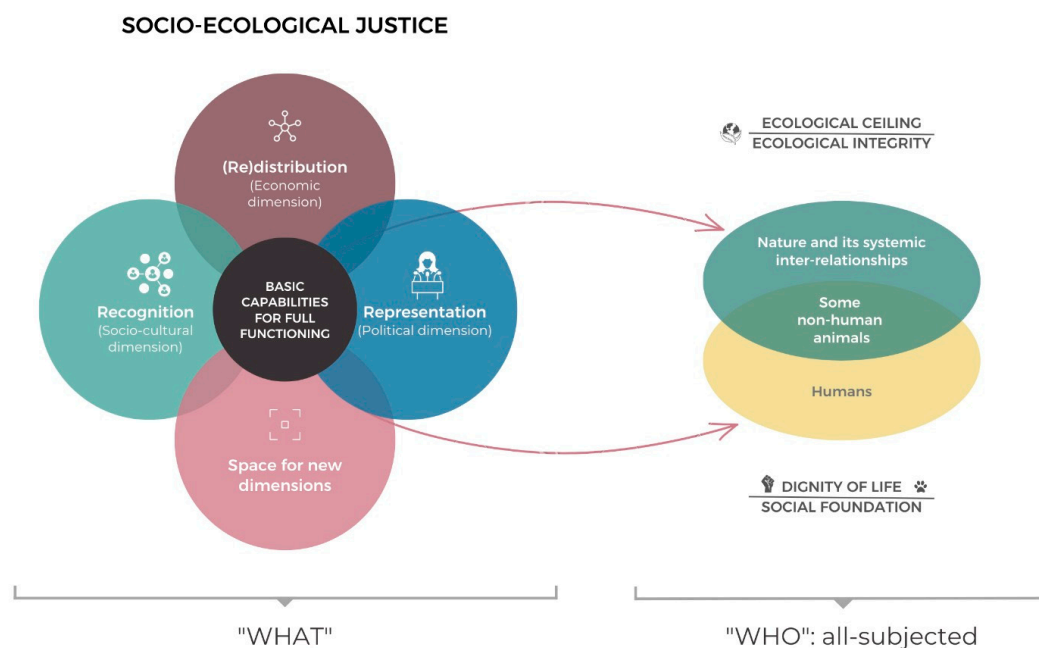 SOCIO-ECOLOGICAL JUSTICE
(Re)distribution
(Economic
dimension)
Recognition
(Socio-cultural
dimension)
BASIC
CAPABILITIES
FOR FULL
FUNCTIONING
Representation
(Political dimension)
Space for new
dimensions
"WHAT"
ECOLOGICAL CEILING
ECOLOGICAL INTEGRITY
Nature and its systemic
inter-relationships
Some
non-human
animals
Humans
DIGNITY OF LIFE
SOCIAL FOUNDATION
"WHO": all-subjected